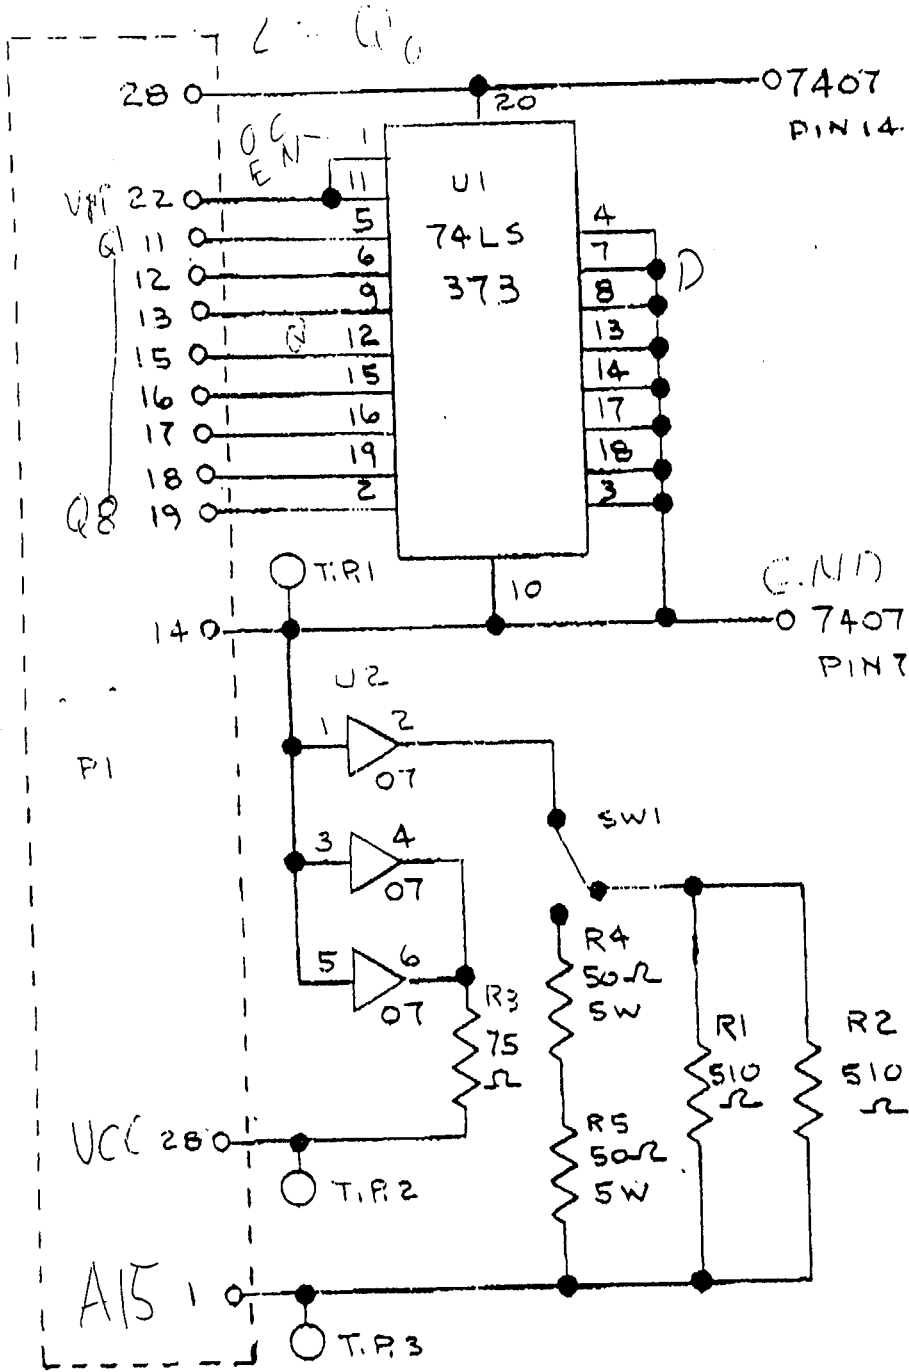 28
20
07407
PIN 14.
OC
EN
1
U1
22
11
74LS
373
5
4
Q1 11
6
7
D
12
9
8
13
Q
12
13
15
15
14
16
16
17
17
19
18
18
2
3
Q8
19
T.P.1
10
GND
14
7407
PIN 7
U2
1
2
07
P1
SW1
3
4
07
5
6
07
R3
75
Ω
R4
50Ω
5W
R1
510
Ω
R2
510
Ω
R5
50Ω
5W
VCC 28
T.P.2
A15 1
T.P.3